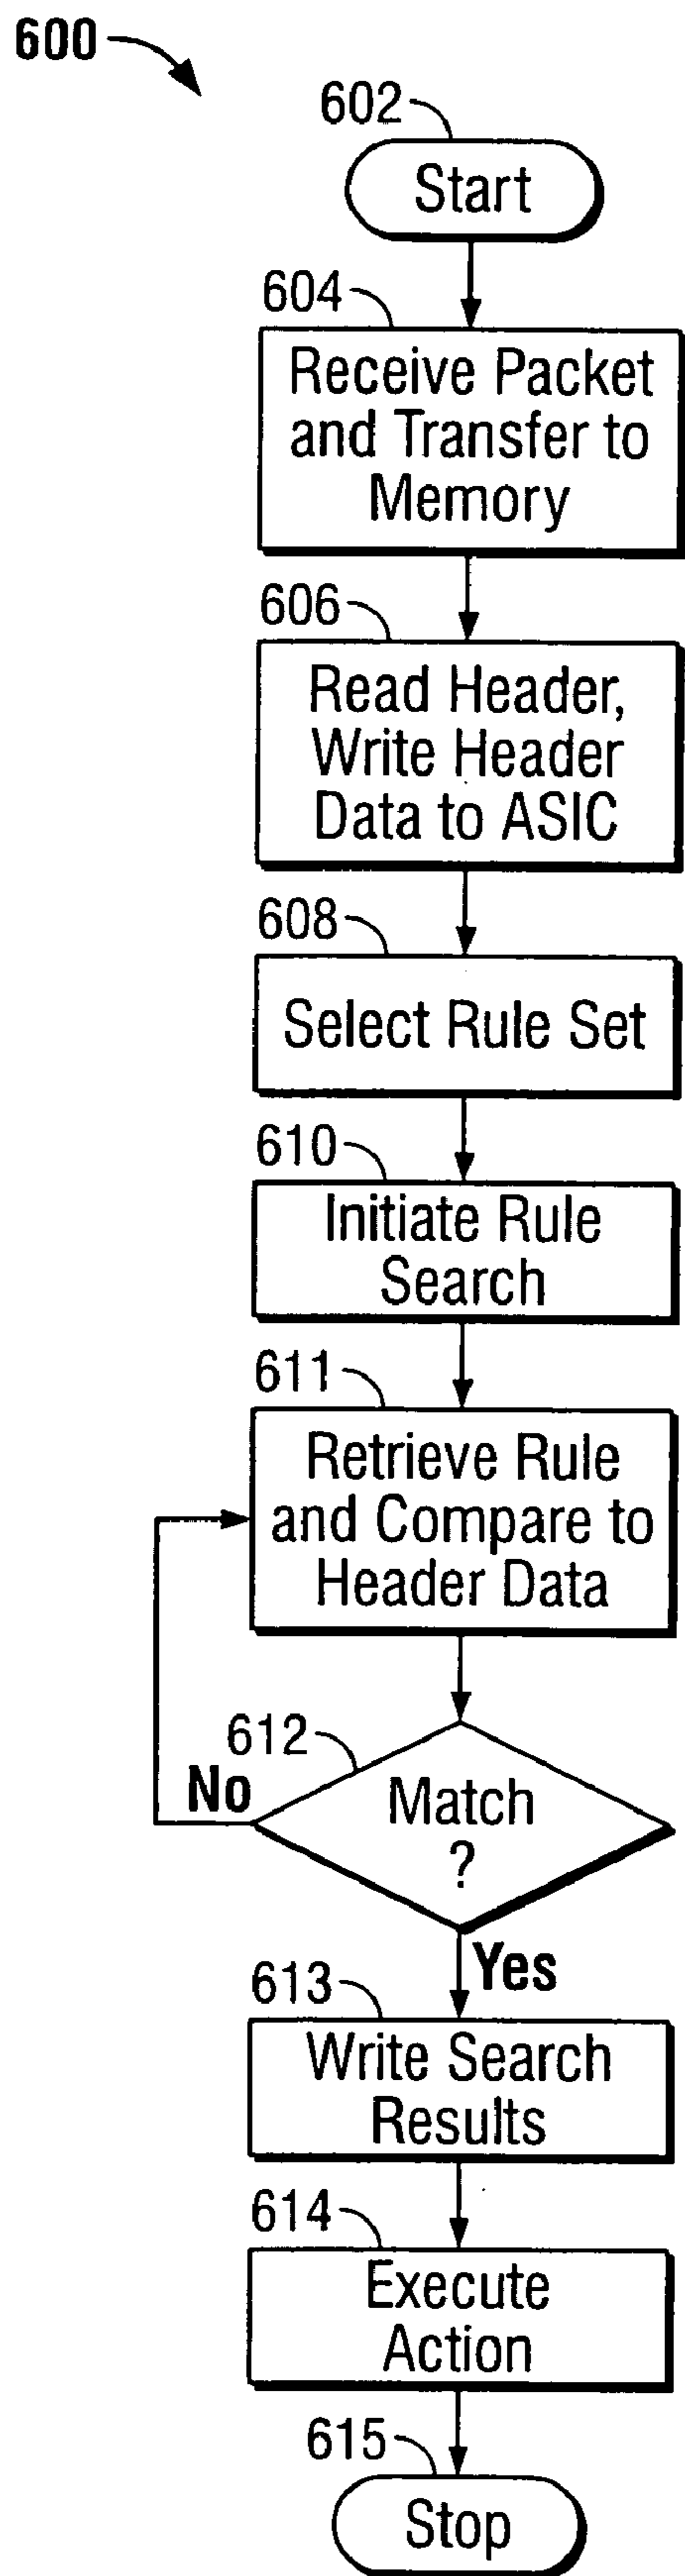 600
602
Start
604
Receive Packet
and Transfer to
Memory
606
Read Header,
Write Header
Data to ASIC
608
Select Rule Set
610
Initiate Rule
Search
611
Retrieve Rule
and Compare to
Header Data
612
No
Match
?
Yes
613
Write Search
Results
614
Execute
Action
615
Stop